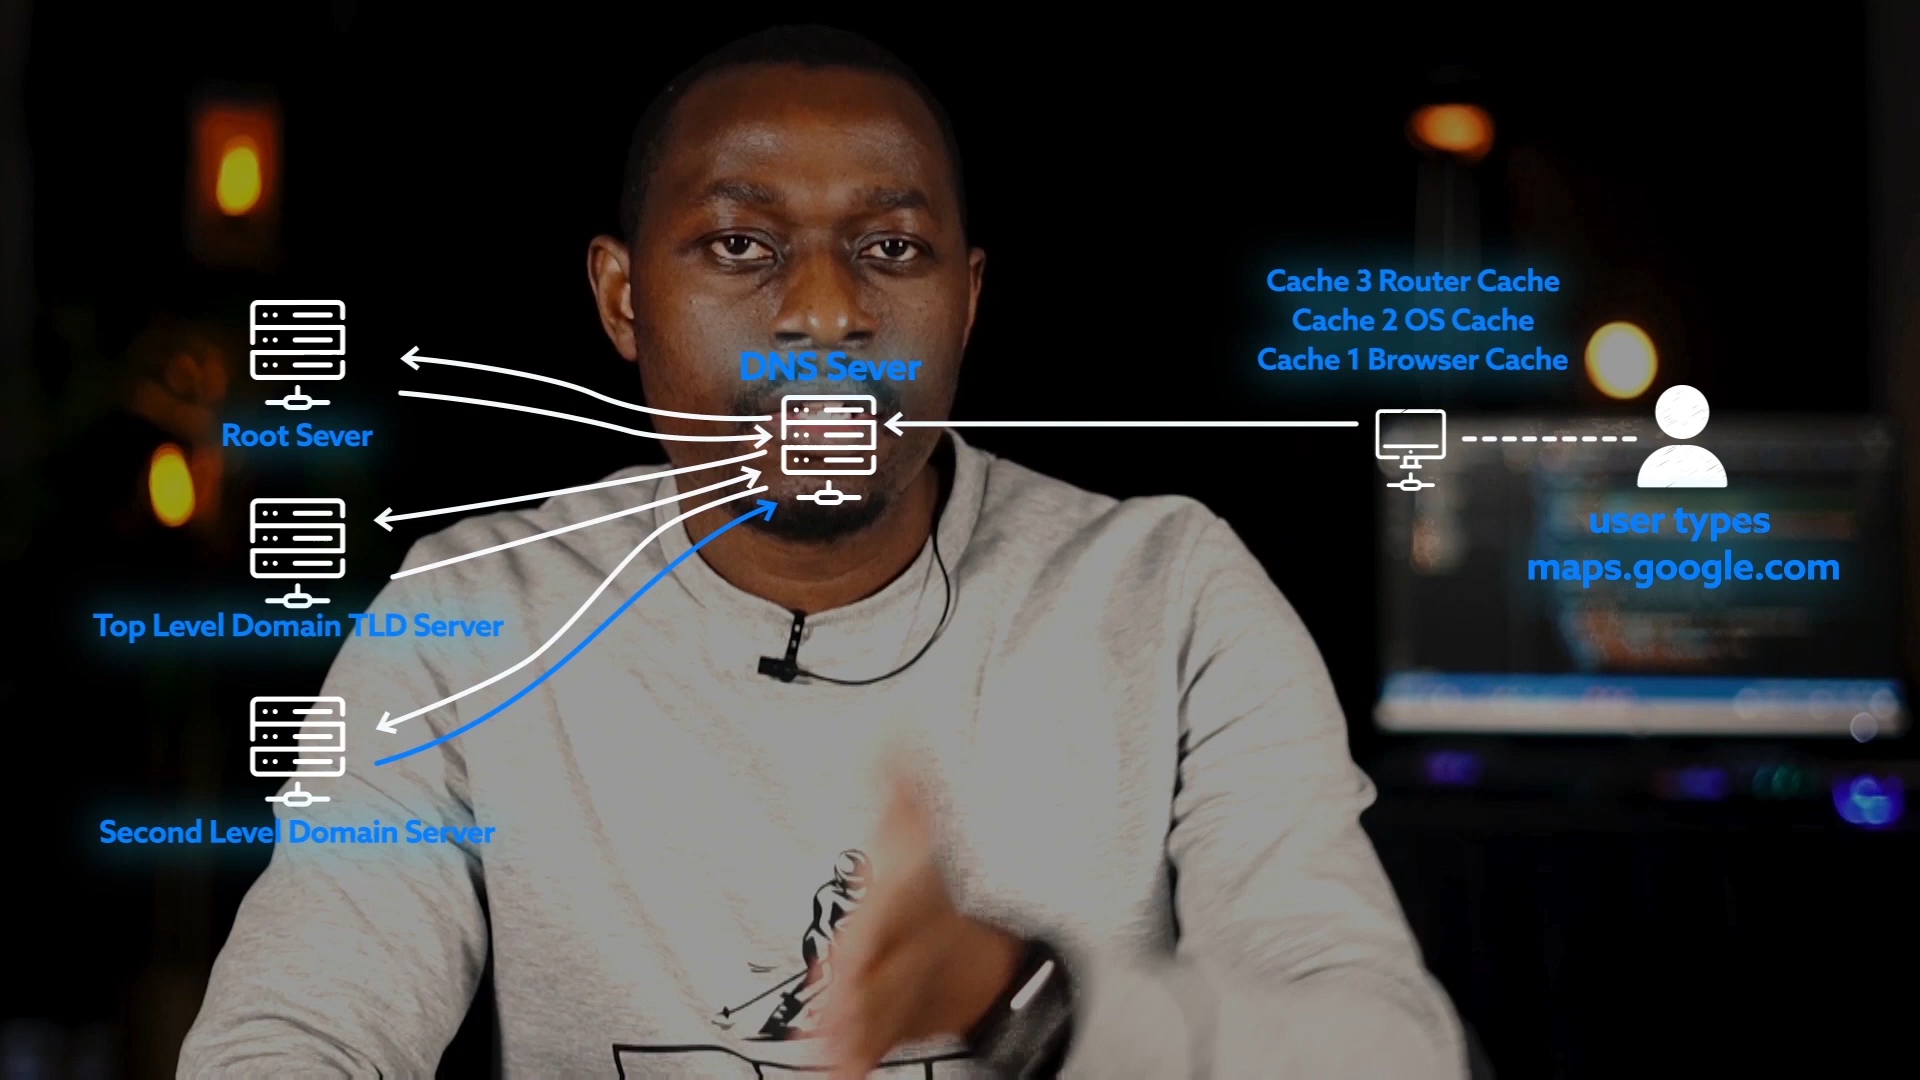 Cache 3 Router Cache
Cache 2 OS Cache
Cache 1 Browser Cache
DNS Sever
Root Sever
user types
maps.google.com
Top Level Domain TLD Server
Second Level Domain Server